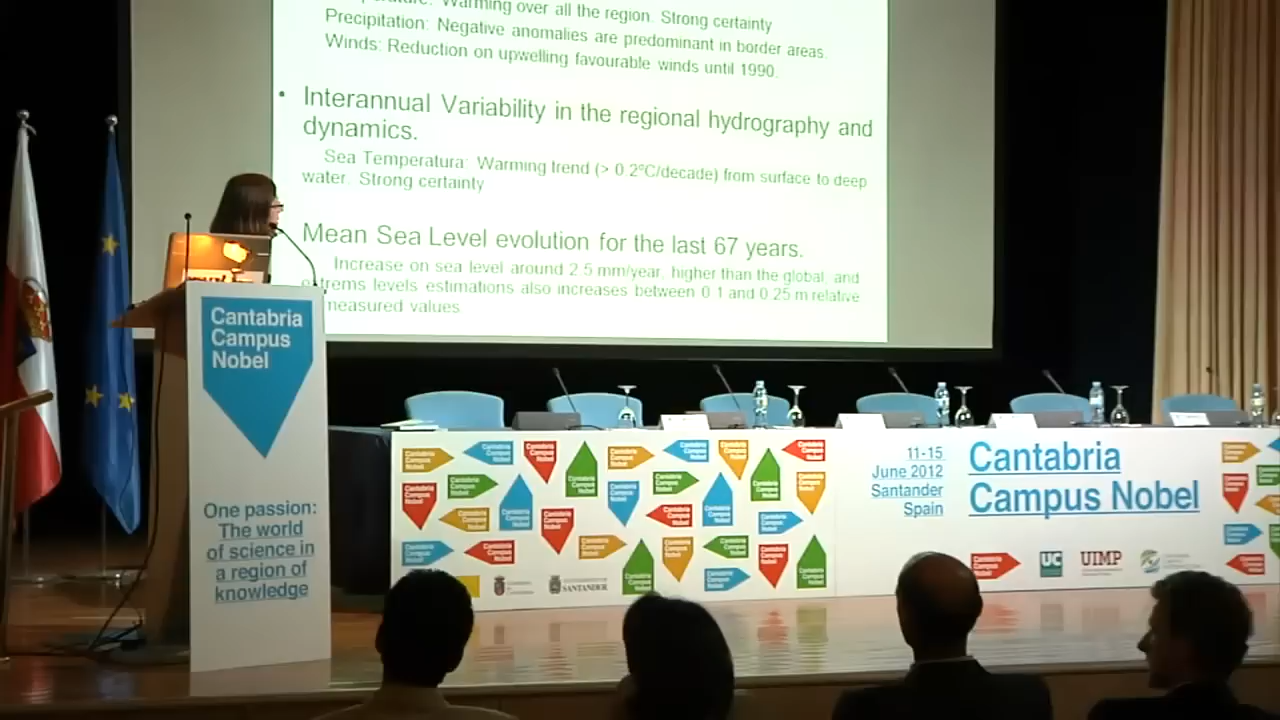 Warming over all the region. Strong certainty
Precipitation: Negative anomalies are predominant in border areas.
Winds: Reduction on upwelling favourable winds until 1990.
• Interannual Variability in the regional hydrography and
dynamics.
Sea Temperatura: Warming trend (> 0.2ºC/decade) from surface to deep
water. Strong certainty
Mean Sea Level evolution for the last 67 years.
Increase on sea level around 2.5 mm/year, higher than the global, and
levels estimations also increases between 0.1 and 0.25 m relative
measured values
Cantabria
Campus
Nobel
One passion:
The world
of science in
a region of
knowledge
11-15
June 2012
Santander
Spain
Cantabria
Campus Nobel
SANTANDER
UC
UIMP